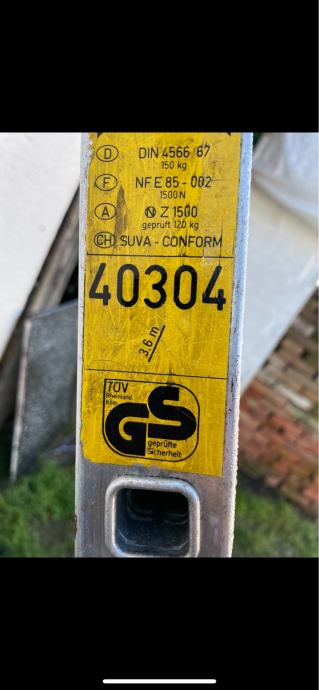 D DIN 4566/67
150 kg
F NF E 85-002
1500 N
A N Z 1500
geprüft 120 kg
CH SUVA-CONFORM
40304
3.6 m
TÜV
Rheinland
Köln
GS
geprüfte
Sicherheit